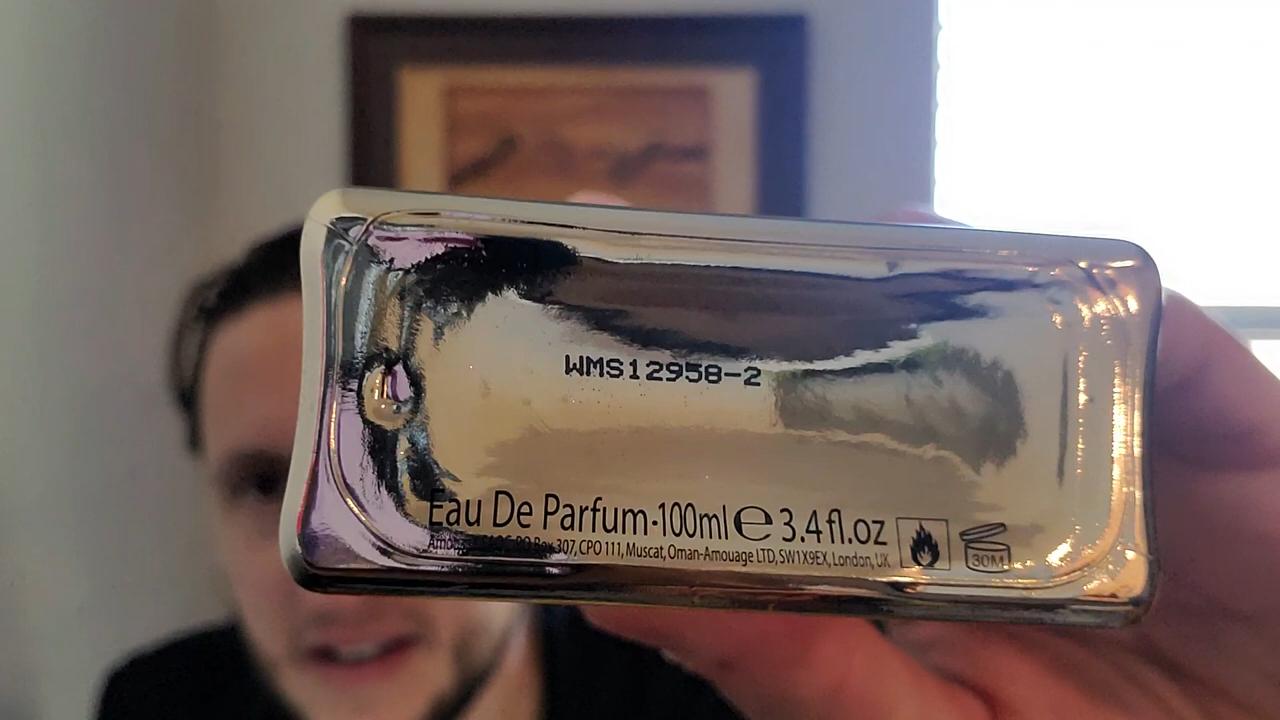 WMS12958-2
Eau De Parfum·100ml℮3.4fl.oz
Box 307, CPO 111, Muscat, Oman-Amouage LTD, SW1X9EX, London, UK
30M